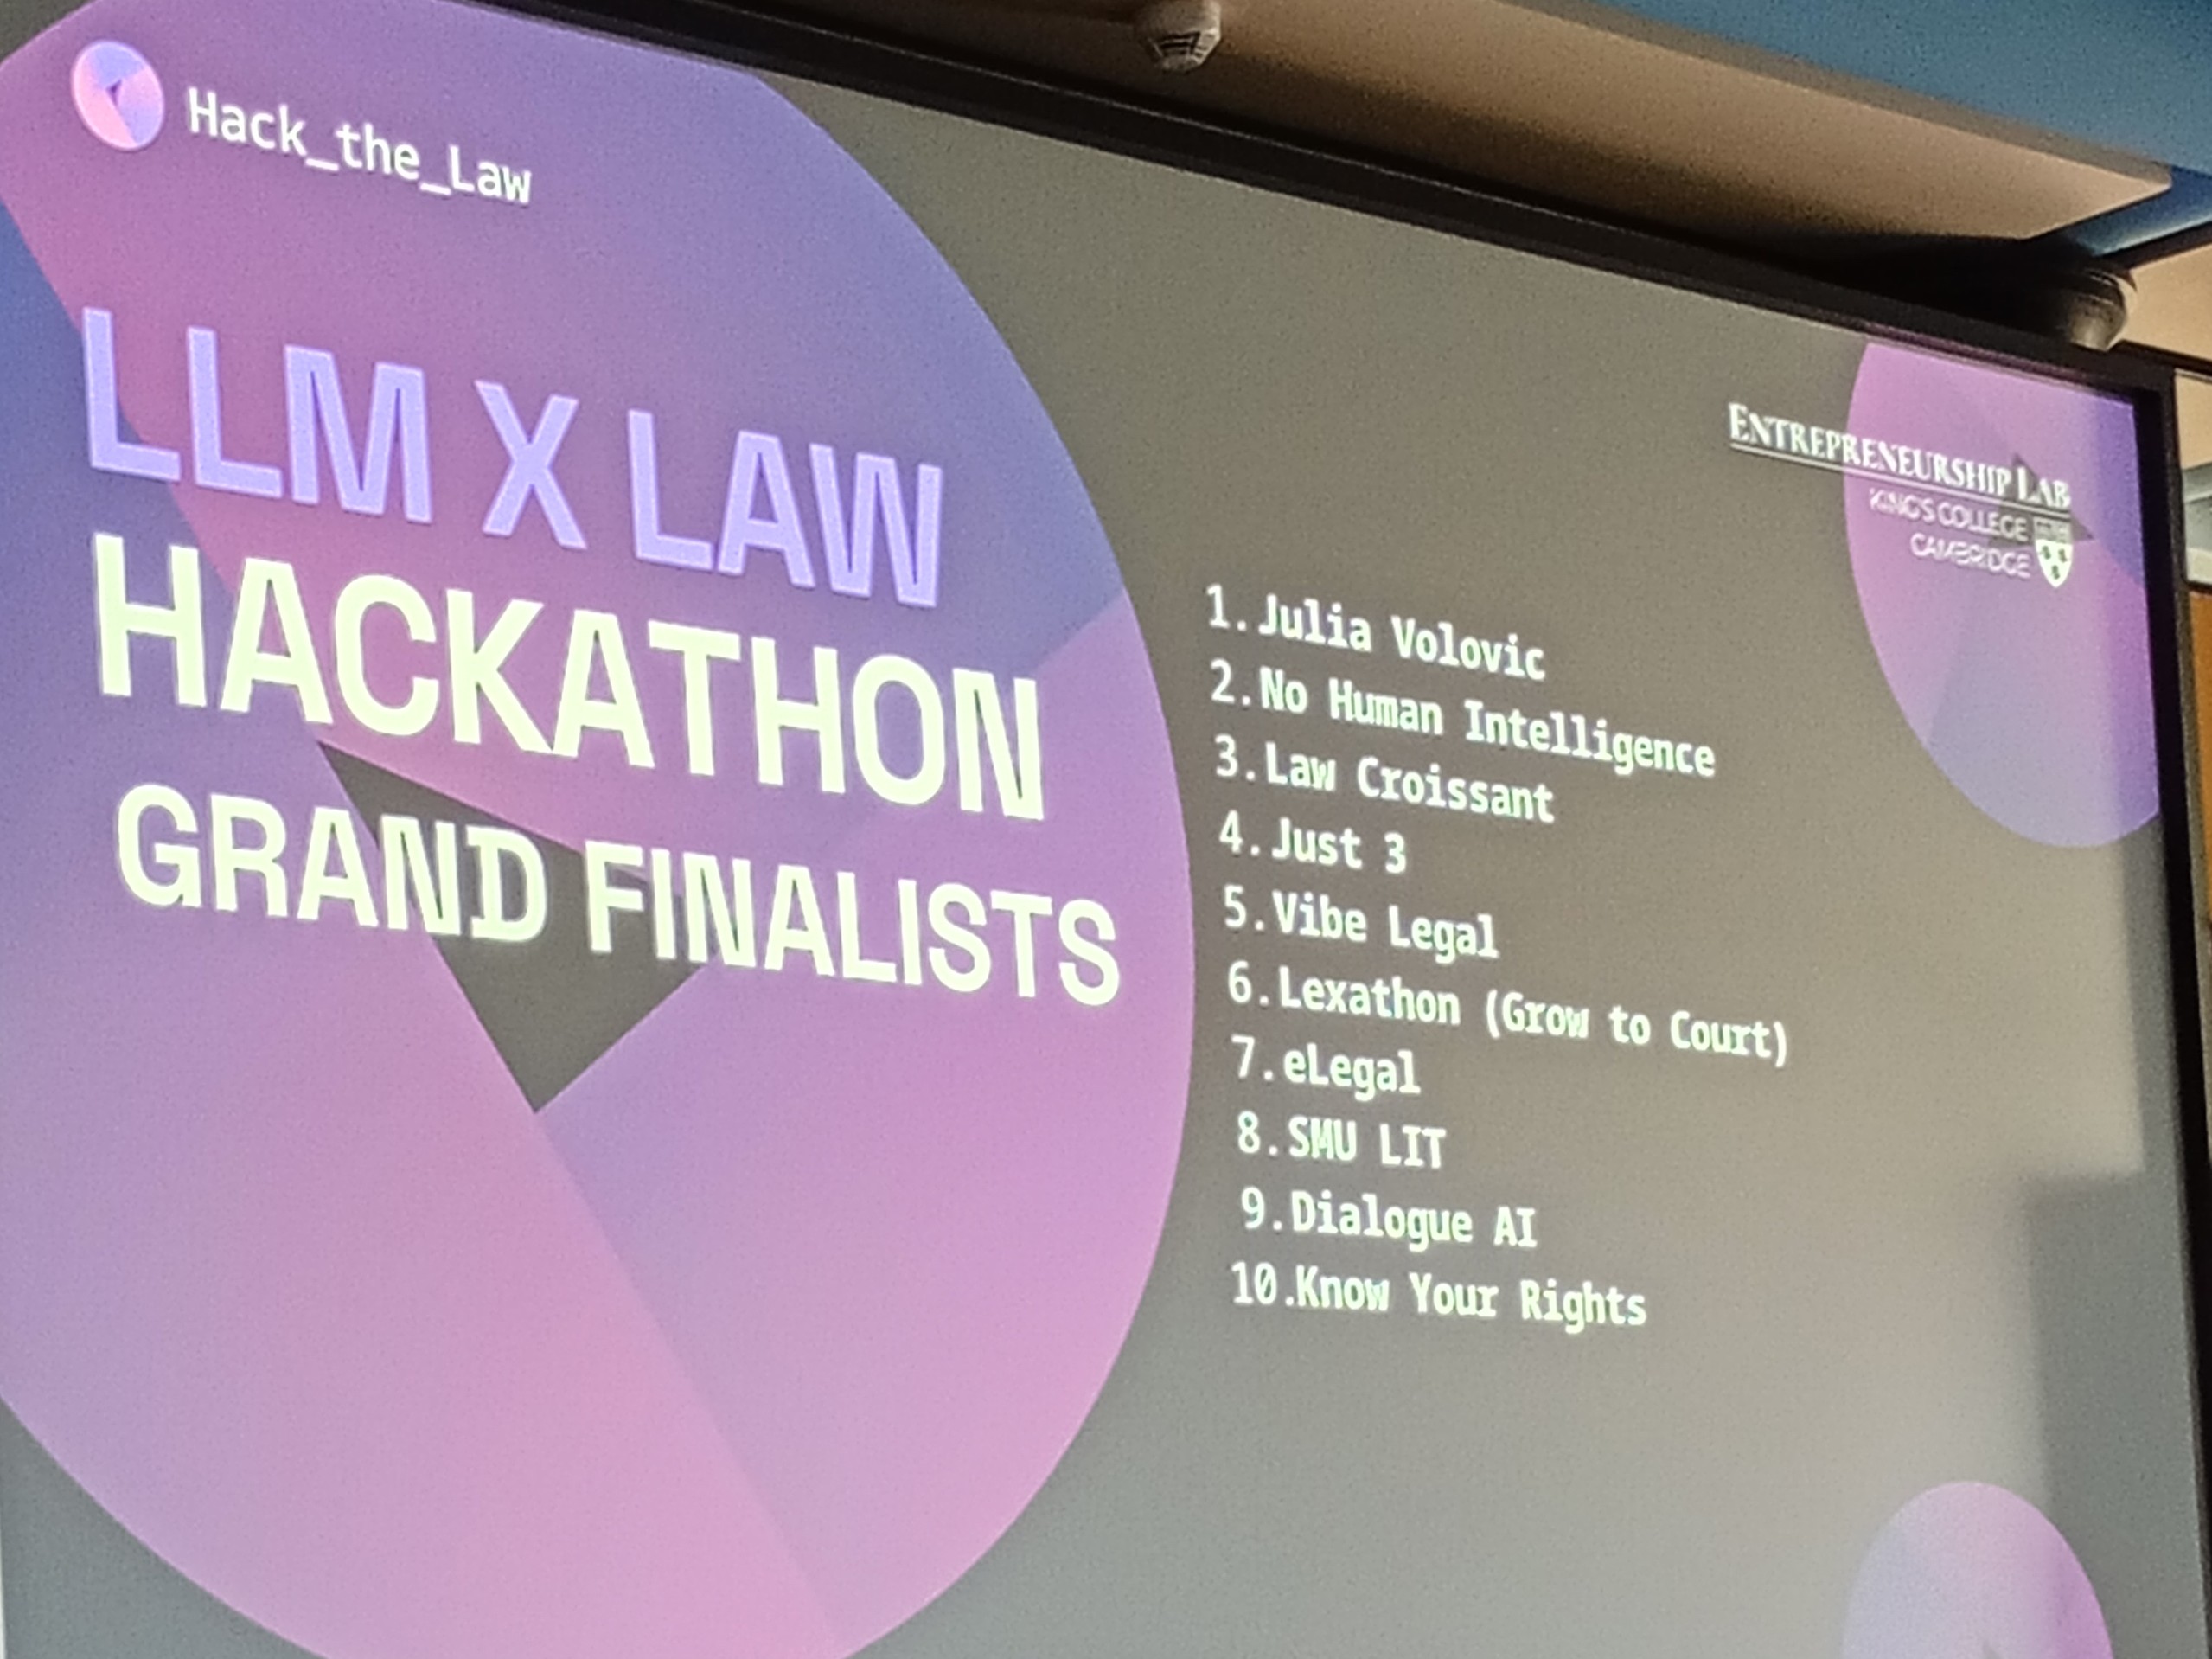 Hack_the_Law
LLM X LAW
HACKATHON
GRAND FINALISTS
ENTREPRENEURSHIP LAB
KING'S COLLEGE
CAMBRIDGE
1. Julia Volovic
2. No Human Intelligence
3. Law Croissant
4. Just 3
5. Vibe Legal
6. Lexathon (Grow to Court)
7. eLegal
8. SMU LIT
9. Dialogue AI
10. Know Your Rights